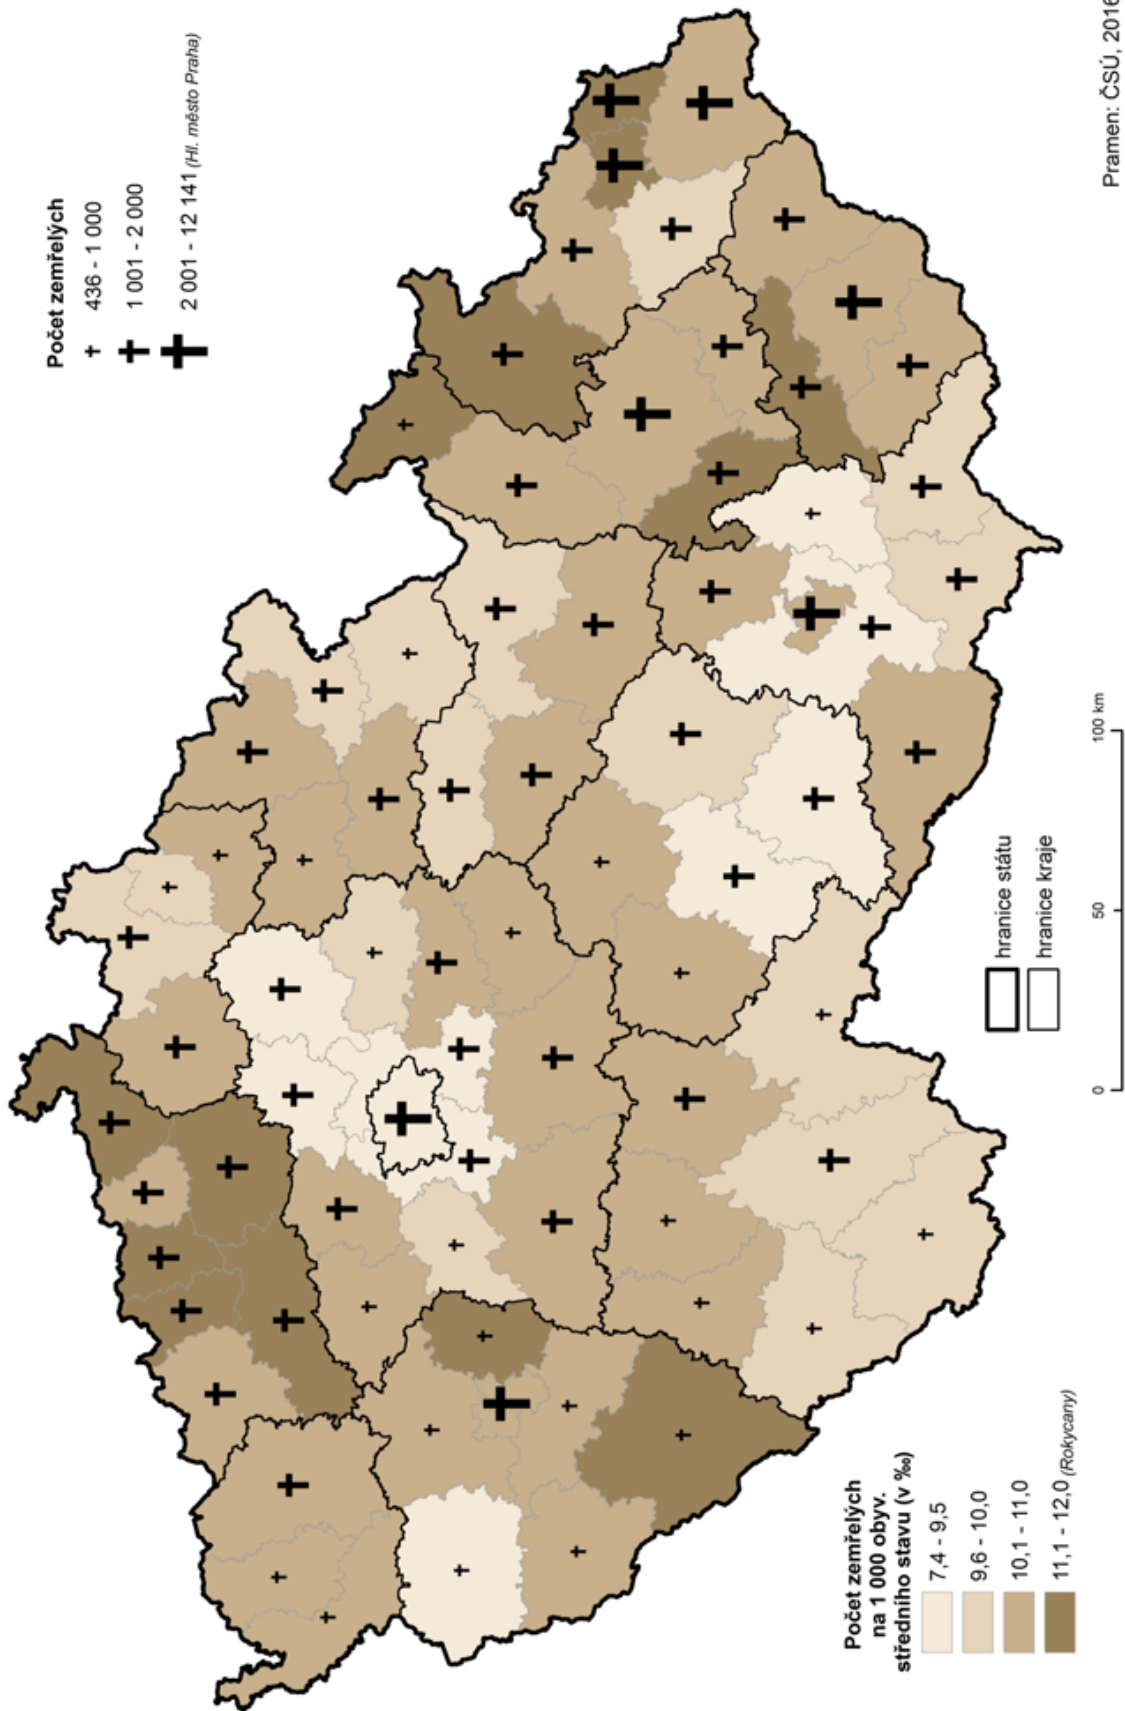 Počet zemřelých
436 - 1 000
1 001 - 2 000
2 001 - 12 141 (Hl. město Praha)
Počet zemřelých
na 1 000 obyv.
středního stavu (v ‰)
7,4 - 9,5
9,6 - 10,0
10,1 - 11,0
11,1 - 12,0 (Rokycany)
hranice státu
hranice kraje
0 50 100 km
Pramen: ČSÚ, 2016